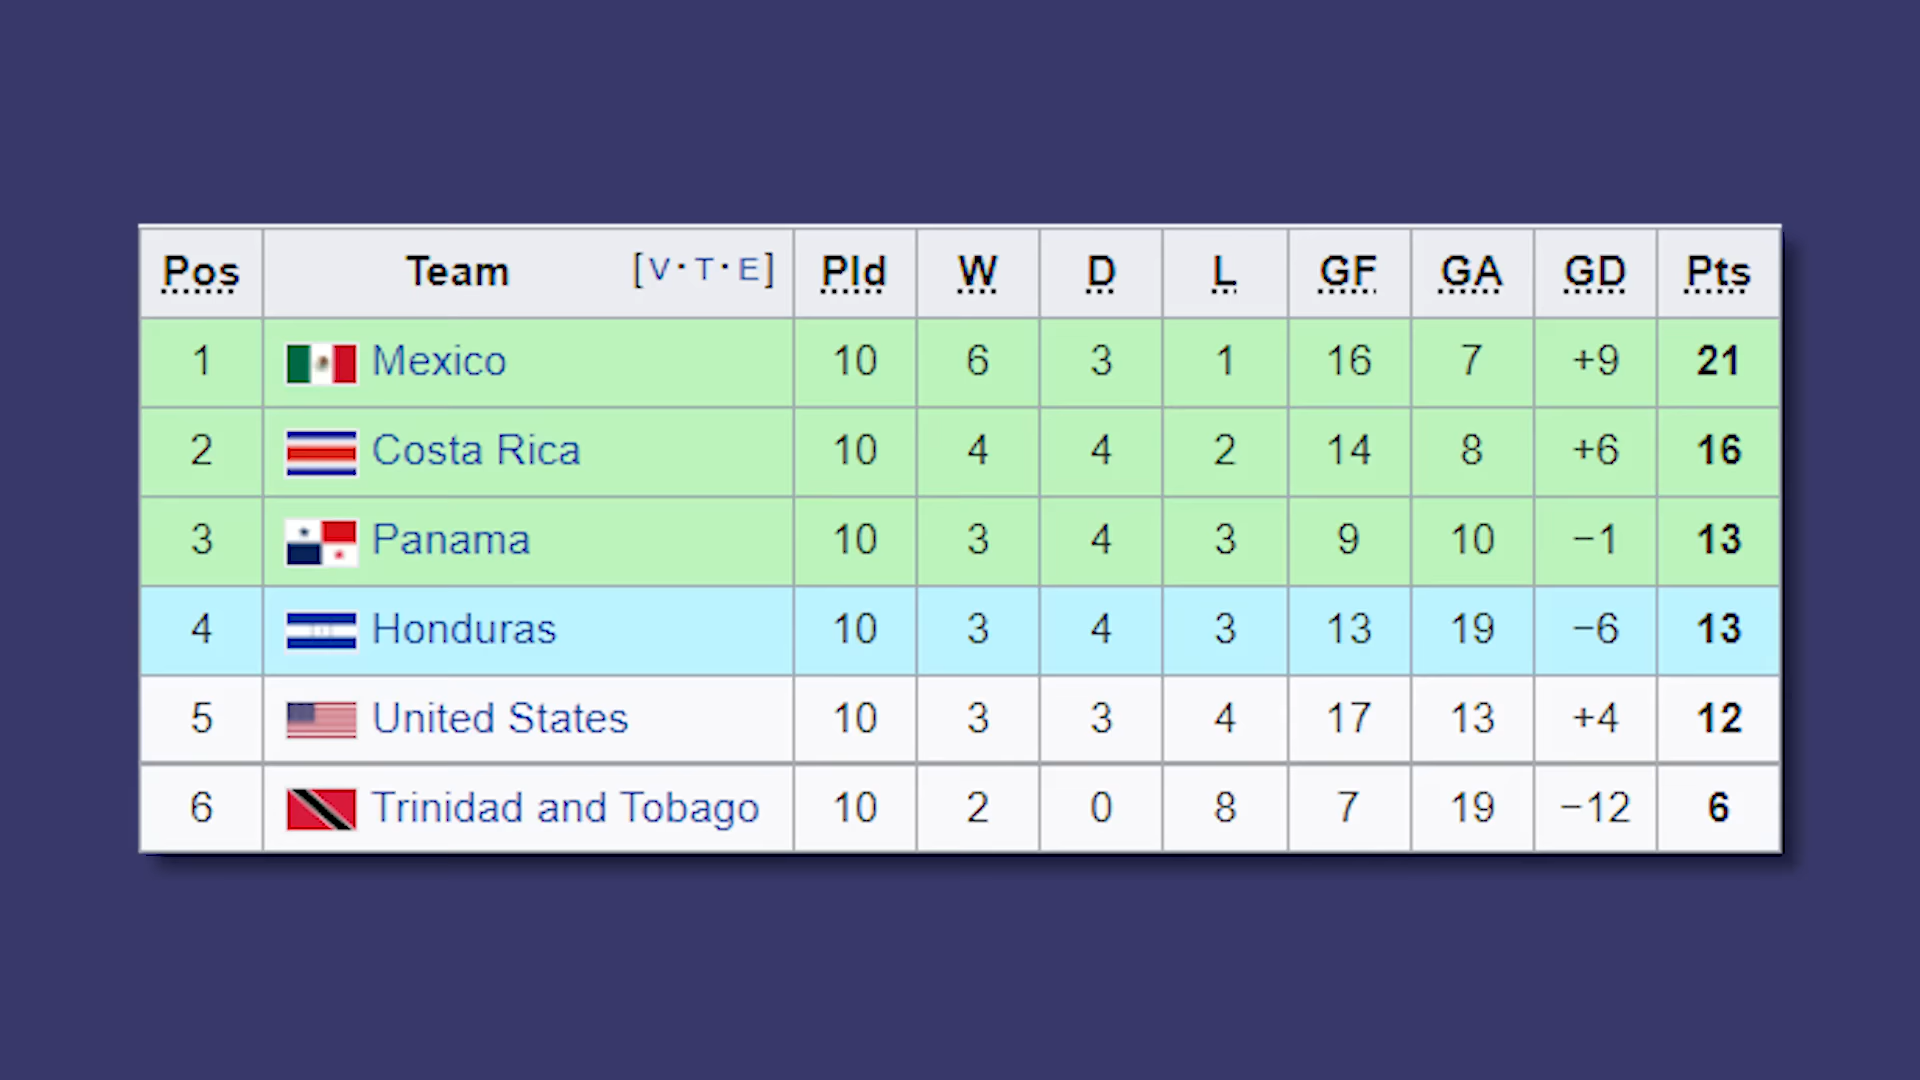 Pos Team [V·T·E] Pld W D L GF GA GD Pts
1 Mexico 10 6 3 1 16 7 +9 21
2 Costa Rica 10 4 4 2 14 8 +6 16
3 Panama 10 3 4 3 9 10 −1 13
4 Honduras 10 3 4 3 13 19 −6 13
5 United States 10 3 3 4 17 13 +4 12
6 Trinidad and Tobago 10 2 0 8 7 19 −12 6